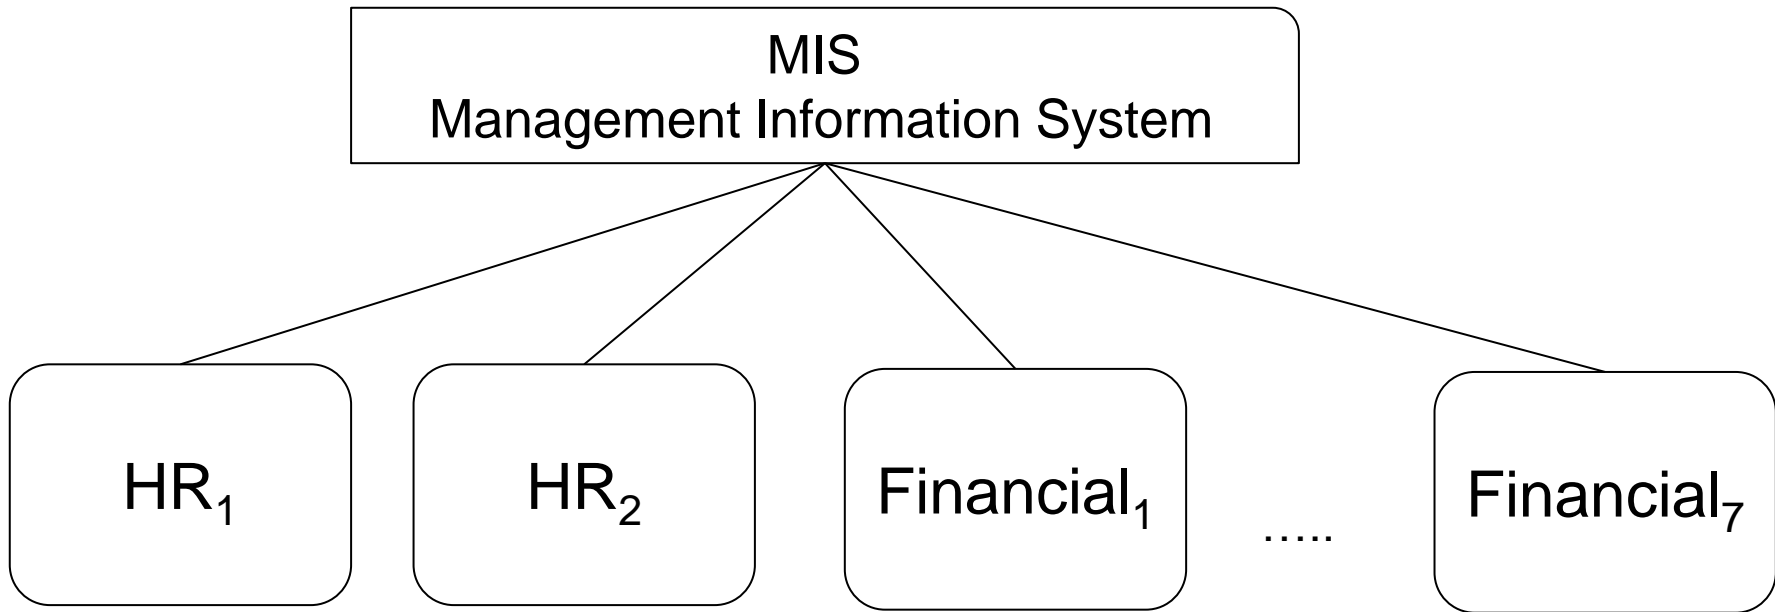 MIS
Management Information System
HR₁
HR₂
Financial₁
.....
Financial₇